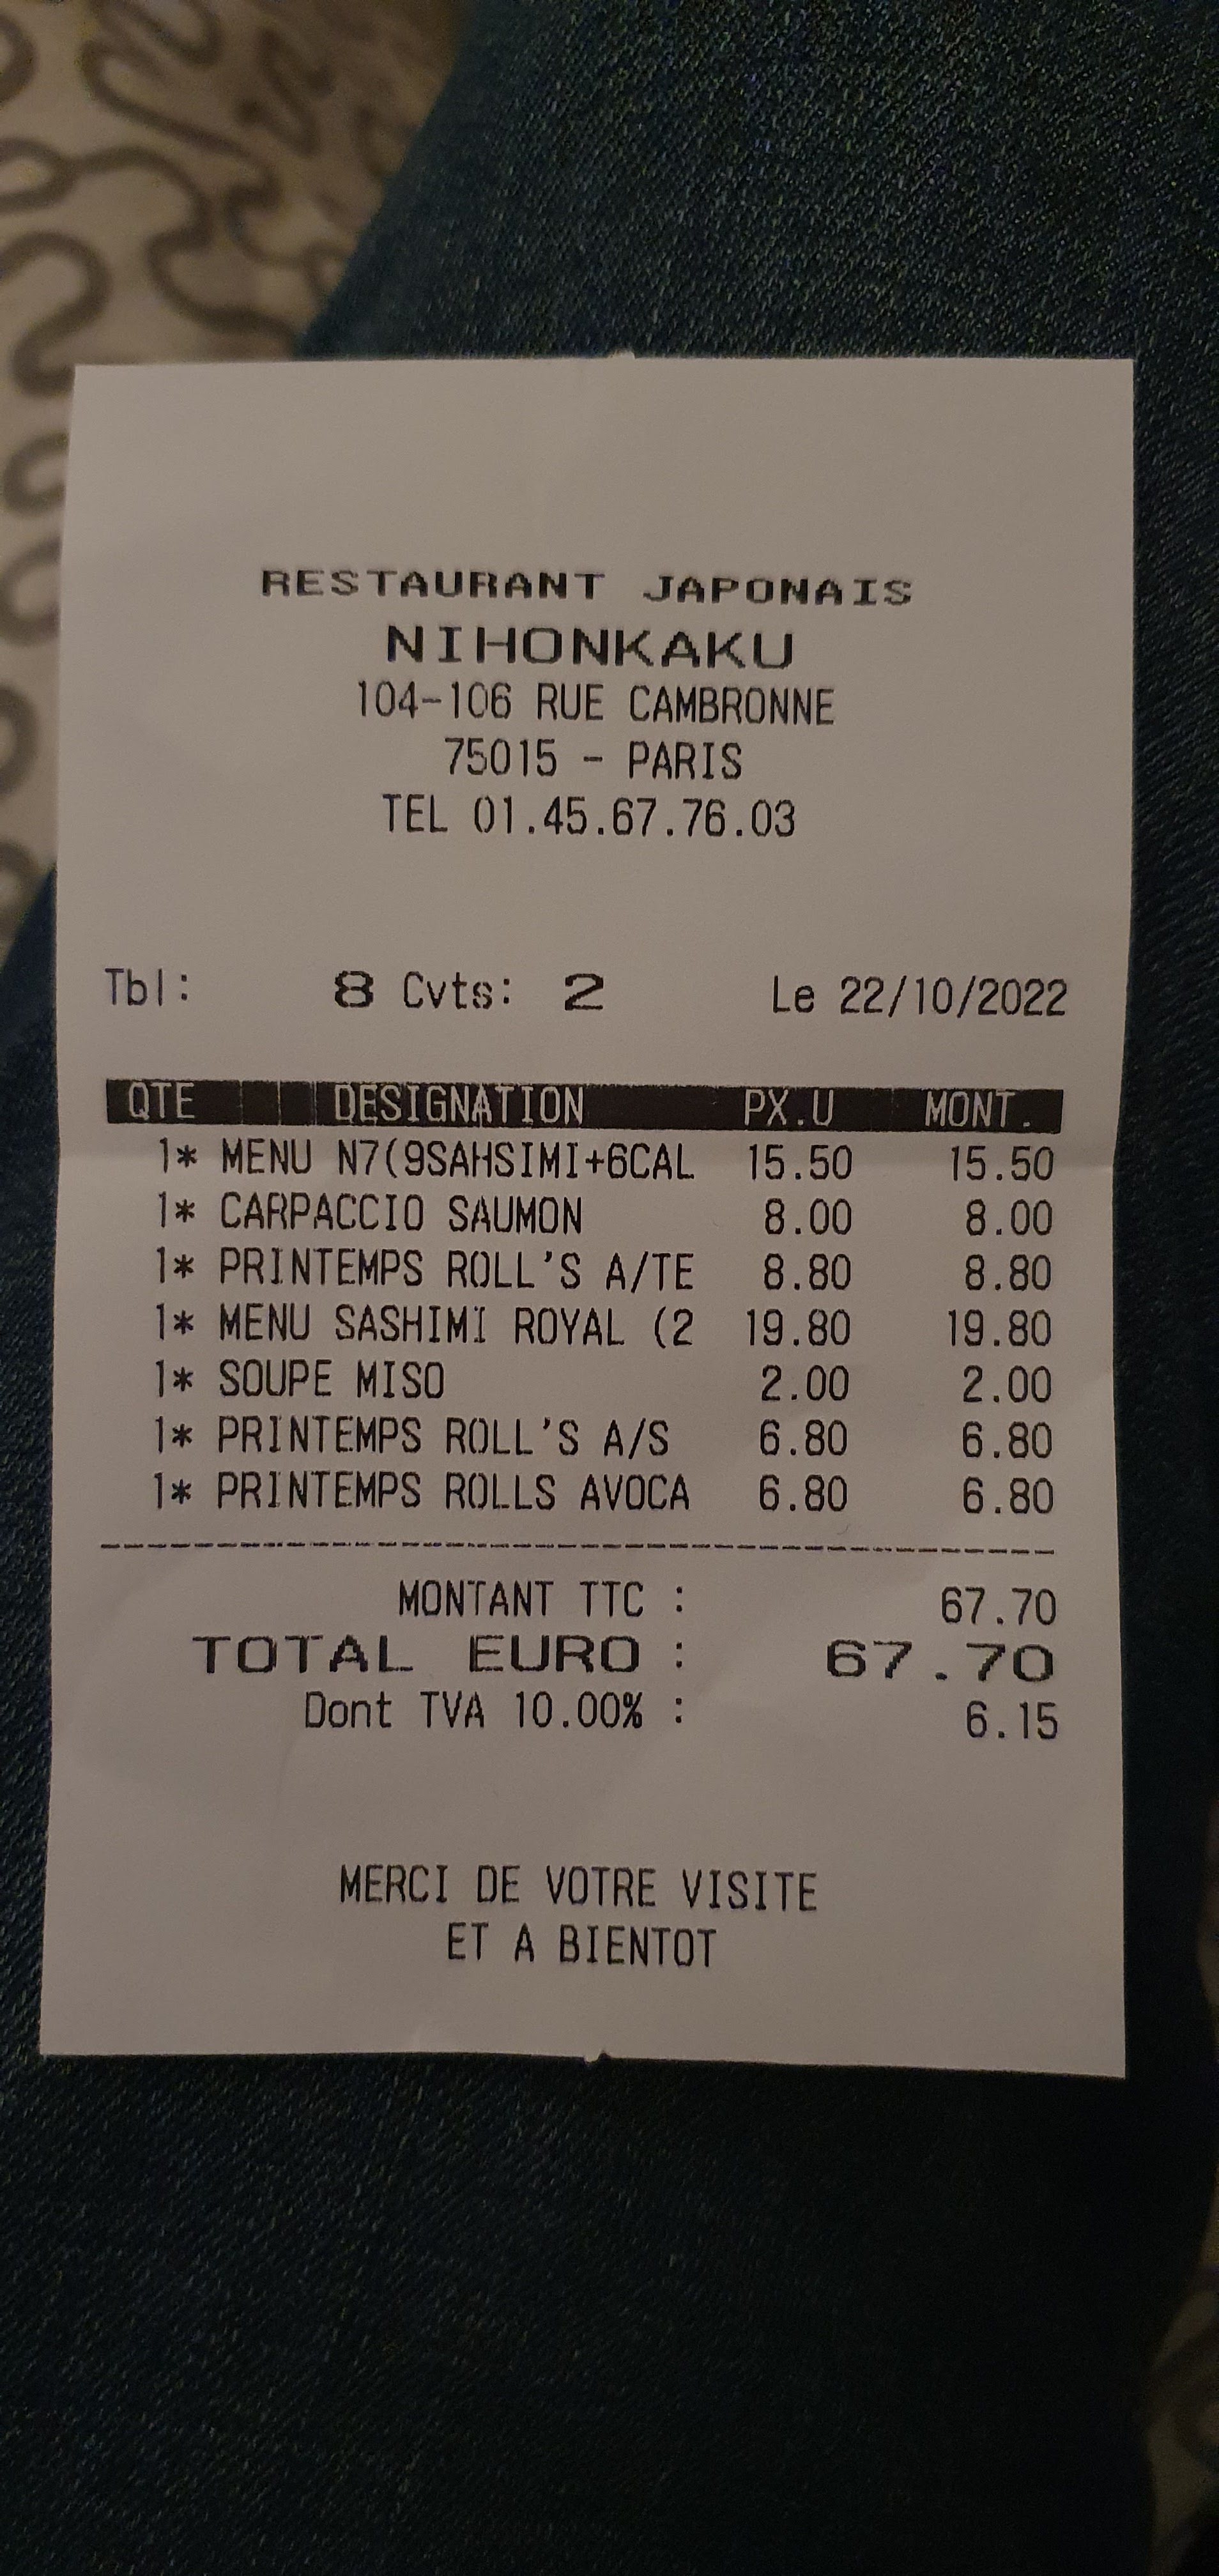 RESTAURANT JAPONAIS
NIHONKAKU
104-106 RUE CAMBRONNE
75015 - PARIS
TEL 01.45.67.76.03
Tbl: 8 Cvts: 2 Le 22/10/2022
QTE DESIGNATION PX.U MONT.
1* MENU N7(9SAHSIMI+6CAL 15.50 15.50
1* CARPACCIO SAUMON 8.00 8.00
1* PRINTEMPS ROLL'S A/TE 8.80 8.80
1* MENU SASHIMI ROYAL (2 19.80 19.80
1* SOUPE MISO 2.00 2.00
1* PRINTEMPS ROLL'S A/S 6.80 6.80
1* PRINTEMPS ROLLS AVOCA 6.80 6.80
MONTANT TTC : 67.70
TOTAL EURO : 67.70
Dont TVA 10.00% : 6.15
MERCI DE VOTRE VISITE
ET A BIENTOT